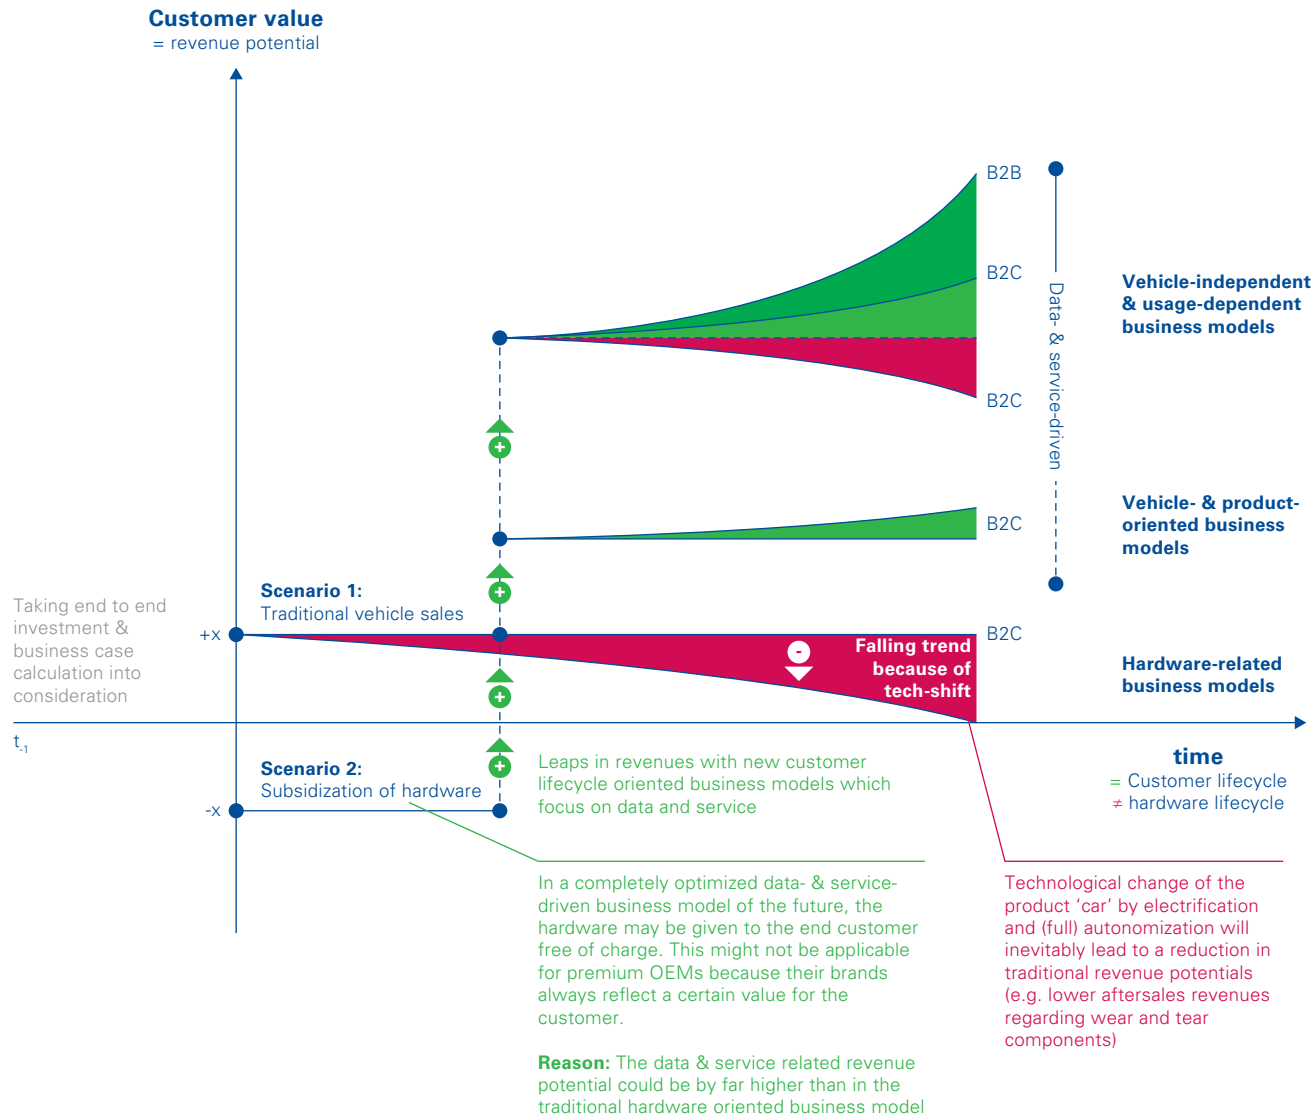 Customer value
= revenue potential
B2B
B2C
B2C
Data- & service-driven
Vehicle-independent
& usage-dependent
business models
+
B2C
Vehicle- & product-
oriented business
models
+
Taking end to end
investment &
business case
calculation into
consideration
Scenario 1:
Traditional vehicle sales
+x
B2C
-
Falling trend
because of
tech-shift
Hardware-related
business models
+
t-1
time
= Customer lifecycle
≠ hardware lifecycle
+
Scenario 2:
Subsidization of hardware
-x
Leaps in revenues with new customer
lifecycle oriented business models which
focus on data and service
In a completely optimized data- & service-
driven business model of the future, the
hardware may be given to the end customer
free of charge. This might not be applicable
for premium OEMs because their brands
always reflect a certain value for the
customer.
Reason: The data & service related revenue
potential could be by far higher than in the
traditional hardware oriented business model
Technological change of the
product ‘car’ by electrification
and (full) autonomization will
inevitably lead to a reduction in
traditional revenue potentials
(e.g. lower aftersales revenues
regarding wear and tear
components)